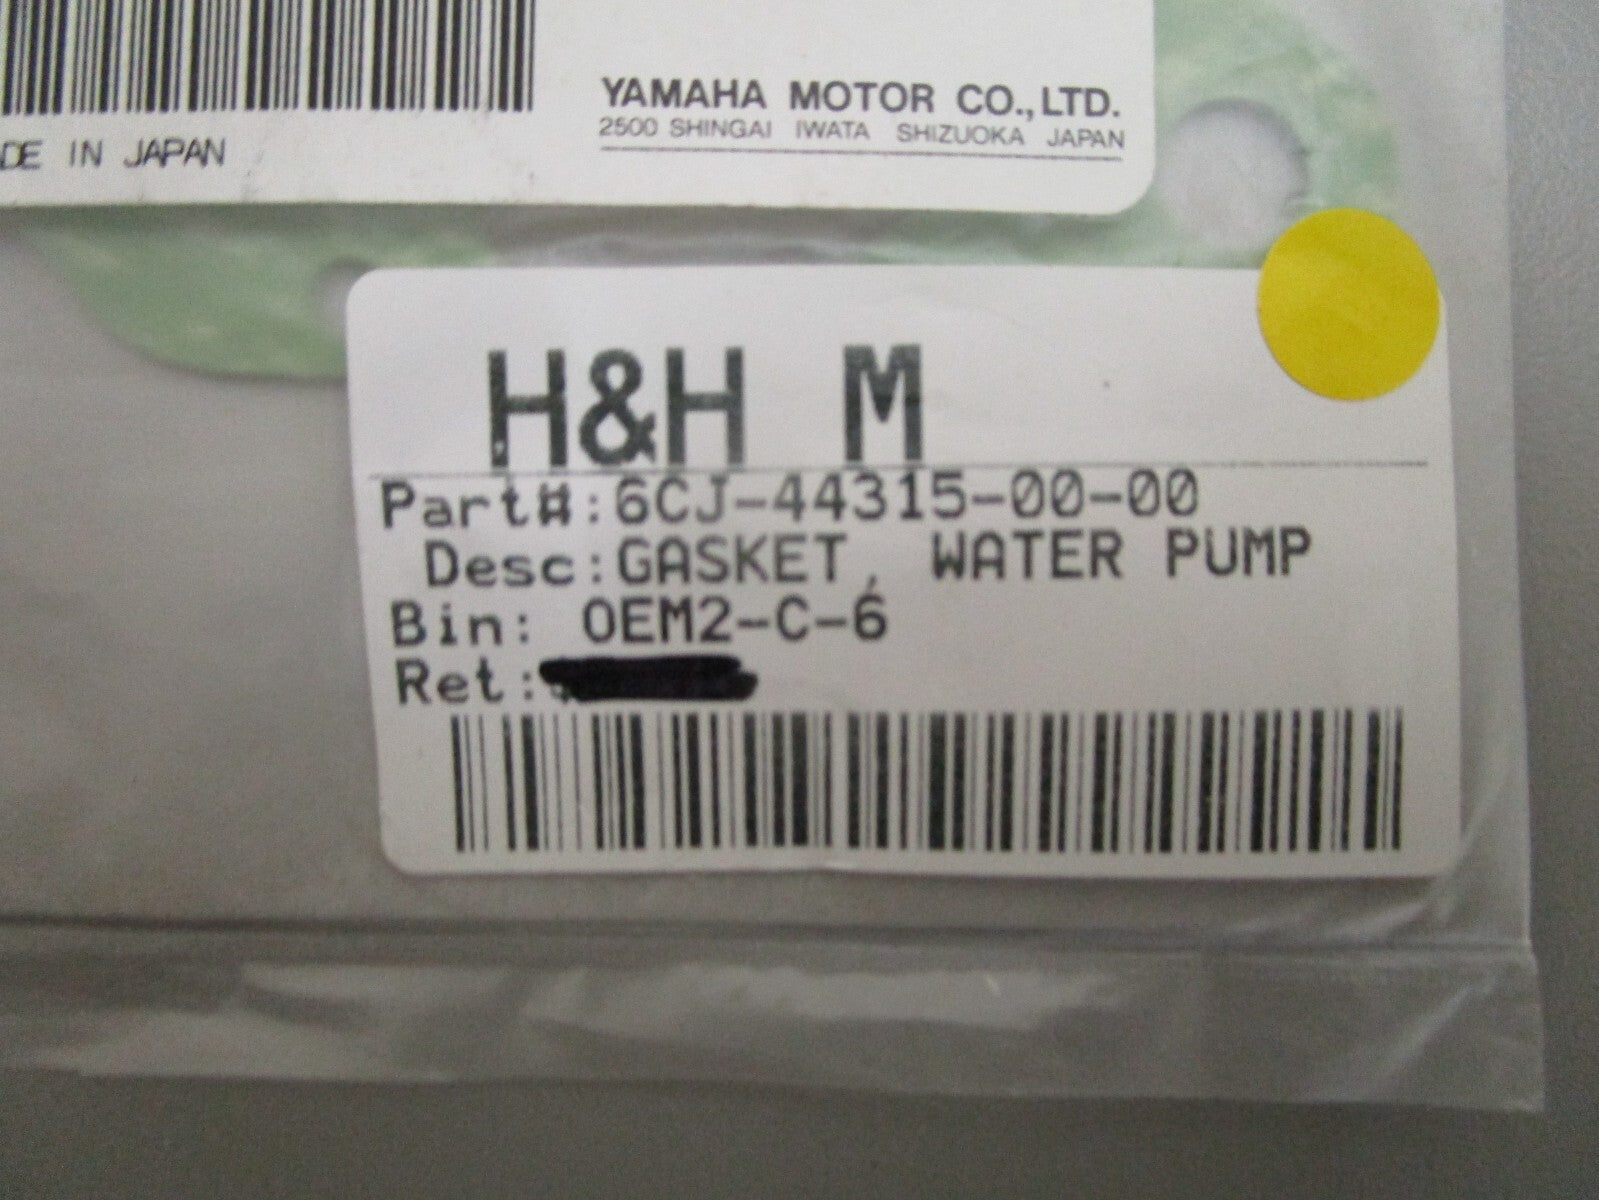 YAMAHA MOTOR CO., LTD.
2500 SHINGAI IWATA SHIZUOKA JAPAN
DE IN JAPAN
H&H M
Part#:6CJ-44315-00-00
Desc:GASKET, WATER PUMP
Bin: OEM2-C-6
Ret: